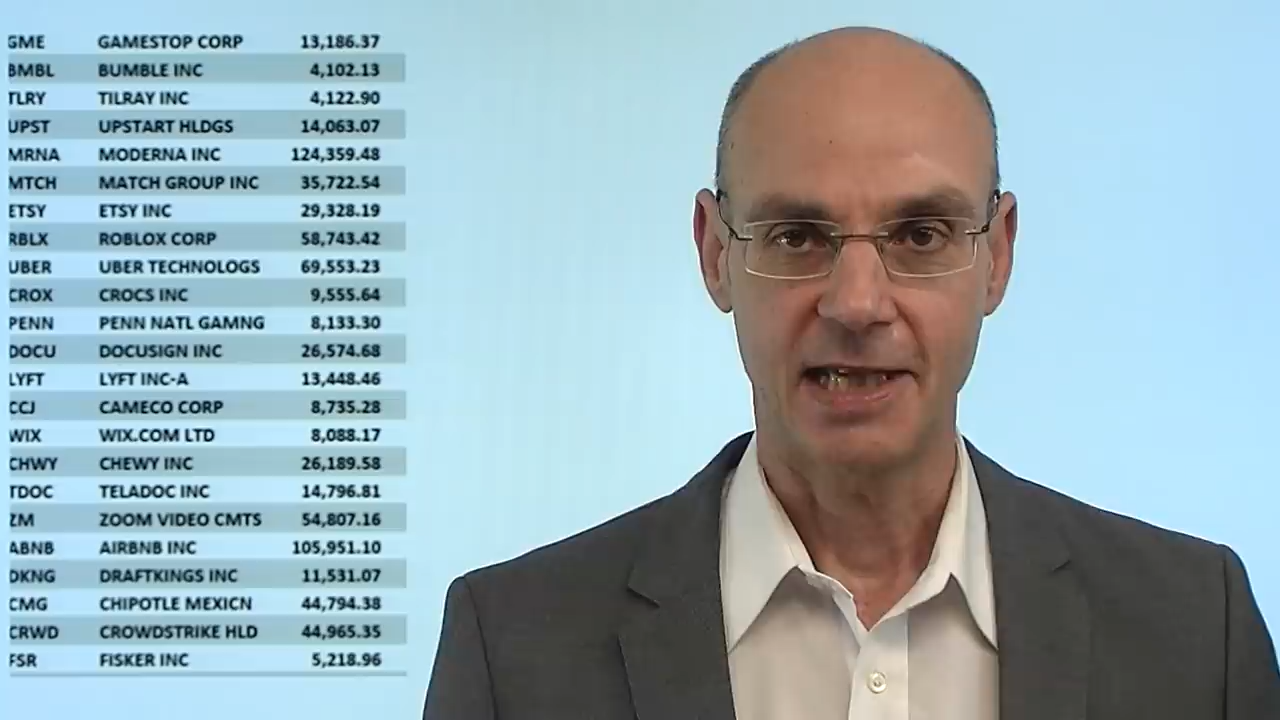 GME GAMESTOP CORP 13,186.37
BMBL BUMBLE INC 4,102.13
TLRY TILRAY INC 4,122.90
UPST UPSTART HLDGS 14,063.07
MRNA MODERNA INC 124,359.48
MTCH MATCH GROUP INC 35,722.54
ETSY ETSY INC 29,328.19
RBLX ROBLOX CORP 58,743.42
UBER UBER TECHNOLOGS 69,553.23
CROX CROCS INC 9,555.64
PENN PENN NATL GAMNG 8,133.30
DOCU DOCUSIGN INC 26,574.68
LYFT LYFT INC-A 13,448.46
CCJ CAMECO CORP 8,735.28
WIX WIX.COM LTD 8,088.17
CHWY CHEWY INC 26,189.58
TDOC TELADOC INC 14,796.81
ZM ZOOM VIDEO CMTS 54,807.16
ABNB AIRBNB INC 105,951.10
DKNG DRAFTKINGS INC 11,531.07
CMG CHIPOTLE MEXICN 44,794.38
CRWD CROWDSTRIKE HLD 44,965.35
FSR FISKER INC 5,218.96